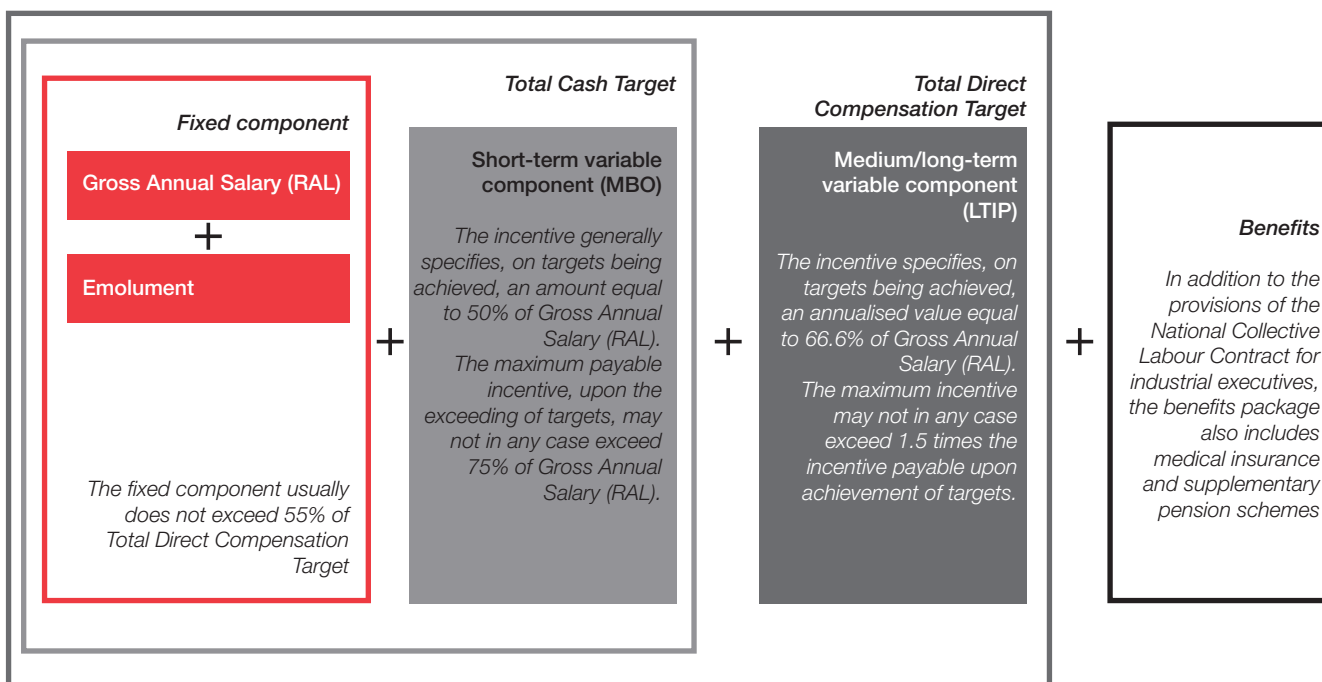 Total Cash Target
Total Direct
Compensation Target
Fixed component
Gross Annual Salary (RAL)
+
Emolument
The fixed component usually
does not exceed 55% of
Total Direct Compensation
Target
+
Short-term variable
component (MBO)
The incentive generally
specifies, on targets being
achieved, an amount equal
to 50% of Gross Annual
Salary (RAL).
The maximum payable
incentive, upon the
exceeding of targets, may
not in any case exceed
75% of Gross Annual
Salary (RAL).
+
Medium/long-term
variable component
(LTIP)
The incentive specifies, on
targets being achieved,
an annualised value equal
to 66.6% of Gross Annual
Salary (RAL).
The maximum incentive
may not in any case
exceed 1.5 times the
incentive payable upon
achievement of targets.
+
Benefits
In addition to the
provisions of the
National Collective
Labour Contract for
industrial executives,
the benefits package
also includes
medical insurance
and supplementary
pension schemes